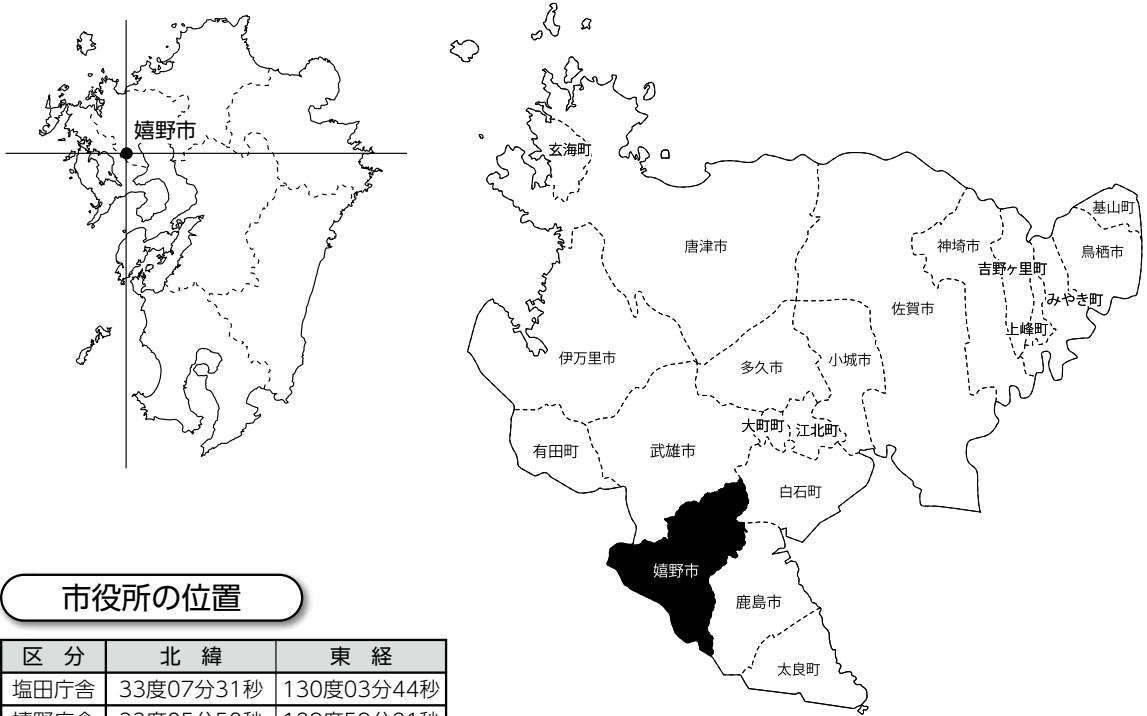 嬉野市
玄海町
唐津市
基山町
神埼市
鳥栖市
吉野ヶ里町
みやき町
佐賀市
上峰町
伊万里市
多久市
小城市
大町町
江北町
有田町
武雄市
白石町
嬉野市
鹿島市
太良町
市役所の位置
区 分 北 緯 東 経
塩田庁舎 33度07分31秒 130度03分44秒